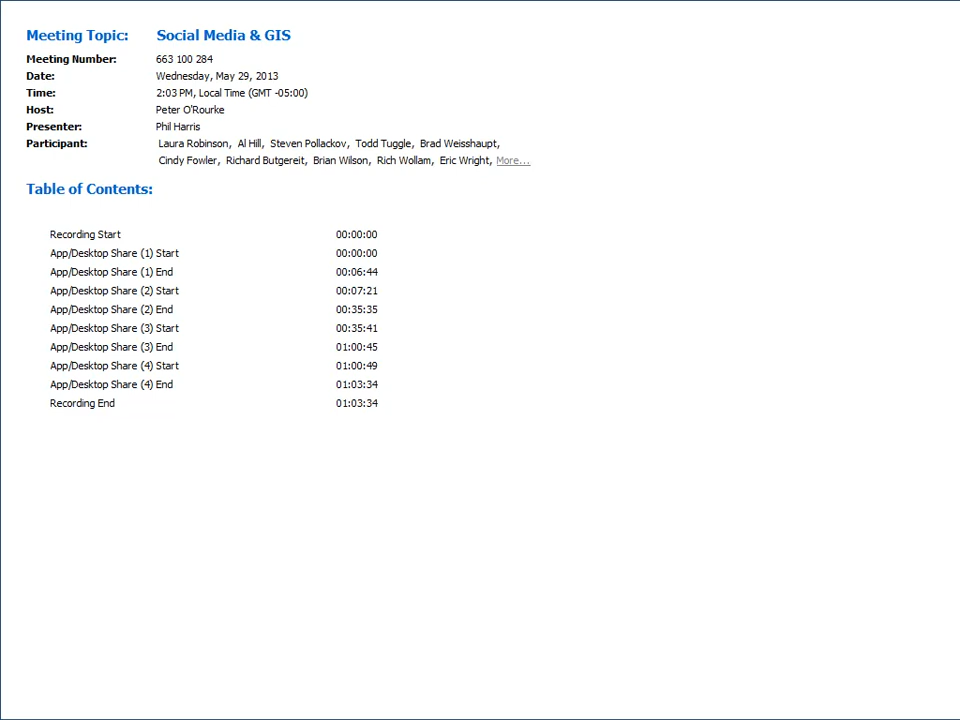 Meeting Topic: Social Media & GIS
Meeting Number: 663 100 284
Date: Wednesday, May 29, 2013
Time: 2:03 PM, Local Time (GMT -05:00)
Host: Peter O'Rourke
Presenter: Phil Harris
Participant: Laura Robinson, Al Hill, Steven Pollackov, Todd Tuggle, Brad Weisshaupt,
Cindy Fowler, Richard Butgereit, Brian Wilson, Rich Wollam, Eric Wright, More...
Table of Contents:
Recording Start 00:00:00
App/Desktop Share (1) Start 00:00:00
App/Desktop Share (1) End 00:06:44
App/Desktop Share (2) Start 00:07:21
App/Desktop Share (2) End 00:35:35
App/Desktop Share (3) Start 00:35:41
App/Desktop Share (3) End 01:00:45
App/Desktop Share (4) Start 01:00:49
App/Desktop Share (4) End 01:03:34
Recording End 01:03:34